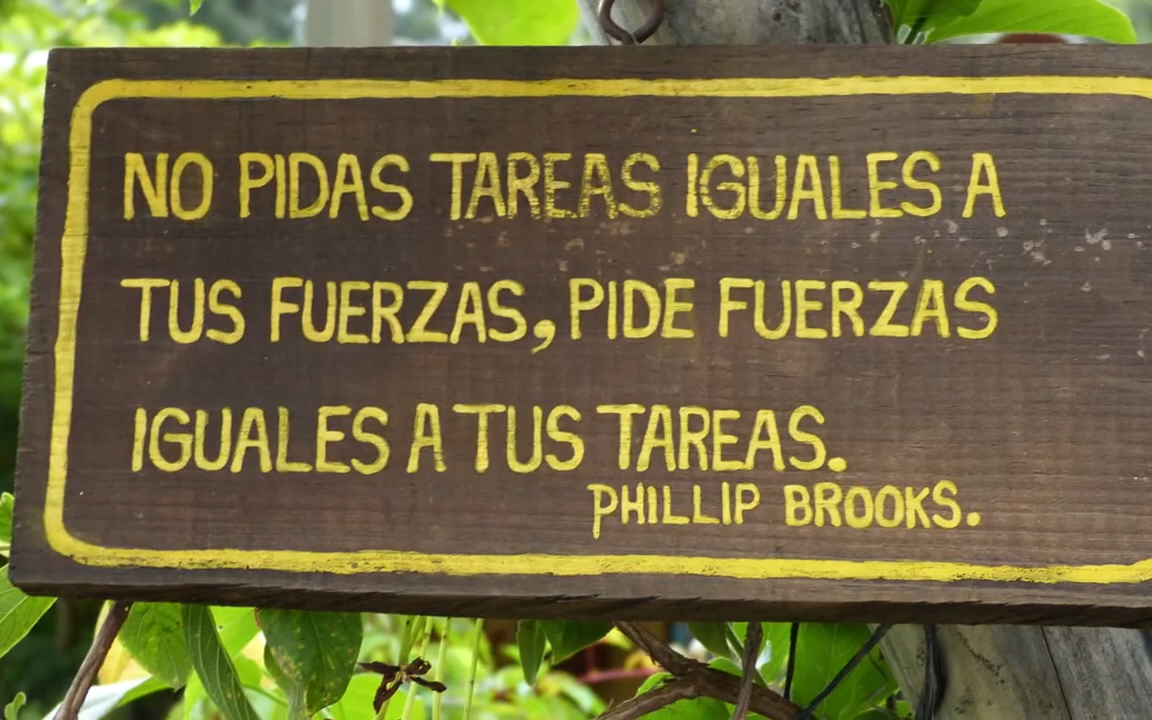 NO PIDAS TAREAS IGUALES A
TUS FUERZAS, PIDE FUERZAS
IGUALES A TUS TAREAS.
PHILLIP BROOKS.